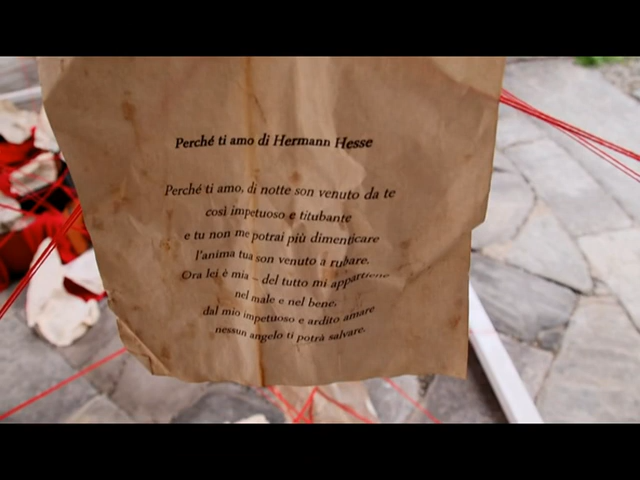 Perché ti amo di Hermann Hesse
Perché ti amo, di notte son venuto da te
così impetuoso e titubante
e tu non me potrai più dimenticare
l'anima tua son venuto a rubare.
Ora lei è mia - del tutto mi appartiene
nel male e nel bene,
dal mio impetuoso e ardito amare
nessun angelo ti potrà salvare.